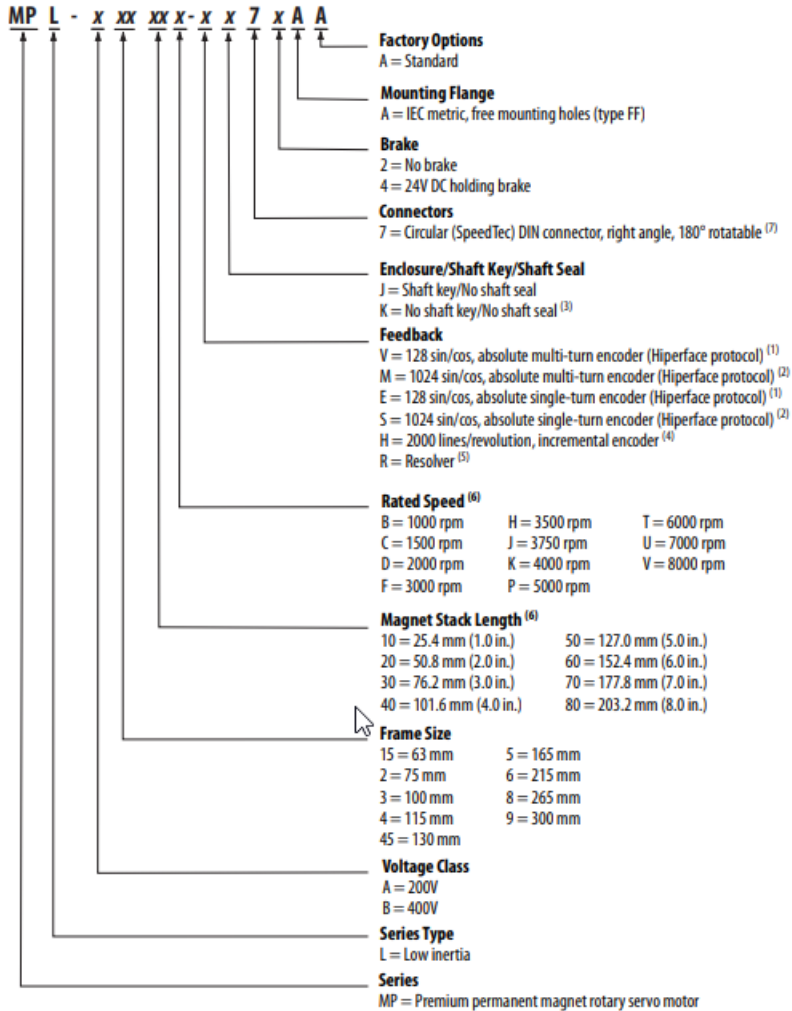 MP L - x xx xx x - x x 7 x A A
Factory Options
A = Standard
Mounting Flange
A = IEC metric, free mounting holes (type FF)
Brake
2 = No brake
4 = 24V DC holding brake
Connectors
7 = Circular (SpeedTec) DIN connector, right angle, 180° rotatable (7)
Enclosure/Shaft Key/Shaft Seal
J = Shaft key/No shaft seal
K = No shaft key/No shaft seal (3)
Feedback
V = 128 sin/cos, absolute multi-turn encoder (Hiperface protocol) (1)
M = 1024 sin/cos, absolute multi-turn encoder (Hiperface protocol) (2)
E = 128 sin/cos, absolute single-turn encoder (Hiperface protocol) (1)
S = 1024 sin/cos, absolute single-turn encoder (Hiperface protocol) (2)
H = 2000 lines/revolution, incremental encoder (4)
R = Resolver (5)
Rated Speed (6)
B = 1000 rpm H = 3500 rpm T = 6000 rpm
C = 1500 rpm J = 3750 rpm U = 7000 rpm
D = 2000 rpm K = 4000 rpm V = 8000 rpm
F = 3000 rpm P = 5000 rpm
Magnet Stack Length (6)
10 = 25.4 mm (1.0 in.) 50 = 127.0 mm (5.0 in.)
20 = 50.8 mm (2.0 in.) 60 = 152.4 mm (6.0 in.)
30 = 76.2 mm (3.0 in.) 70 = 177.8 mm (7.0 in.)
40 = 101.6 mm (4.0 in.) 80 = 203.2 mm (8.0 in.)
Frame Size
15 = 63 mm 5 = 165 mm
2 = 75 mm 6 = 215 mm
3 = 100 mm 8 = 265 mm
4 = 115 mm 9 = 300 mm
45 = 130 mm
Voltage Class
A = 200V
B = 400V
Series Type
L = Low inertia
Series
MP = Premium permanent magnet rotary servo motor